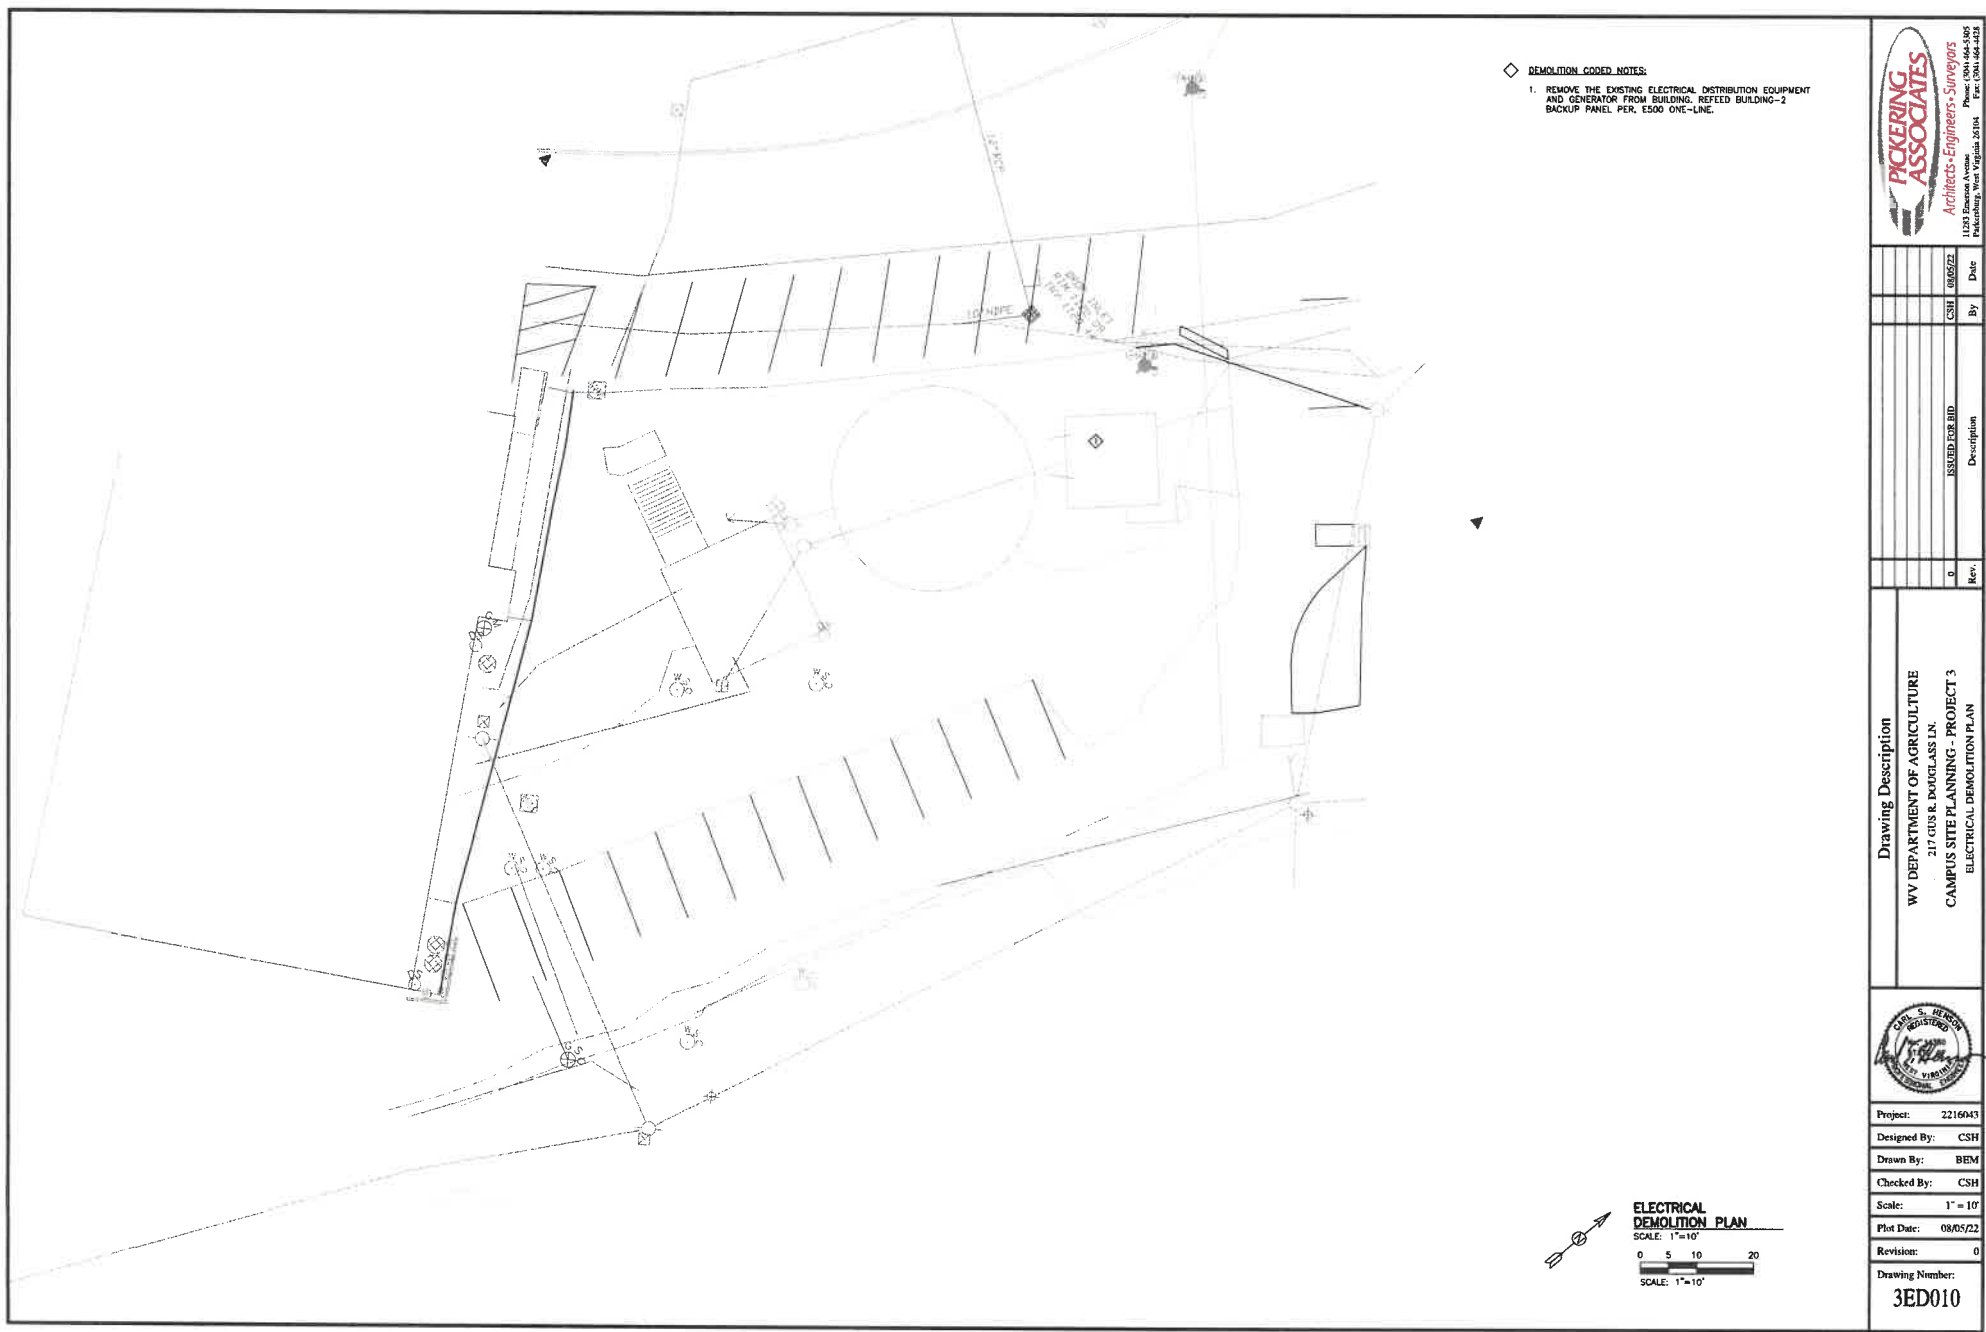 DEMOLITION CODED NOTES:
1. REMOVE THE EXISTING ELECTRICAL DISTRIBUTION EQUIPMENT
AND GENERATOR FROM BUILDING. REFEED BUILDING-2
BACKUP PANEL PER, E500 ONE-LINE.
PICKERING
ASSOCIATES
Architects • Engineers • Surveyors
11283 Emerson Avenue Phone: (304) 464-5305
Parkersburg, West Virginia 26104 Fax: (304) 464-4428
0 ISSUED FOR BID CSH 08/05/22
Rev. Description By Date
Drawing Description
WV DEPARTMENT OF AGRICULTURE
217 GUS R. DOUGLASS LN.
CAMPUS SITE PLANNING - PROJECT 3
ELECTRICAL DEMOLITION PLAN
CARL S. HENSON
REGISTERED
WEST VIRGINIA
PROFESSIONAL ENGINEER
Project: 2216043
Designed By: CSH
Drawn By: BEM
Checked By: CSH
Scale: 1" = 10'
Plot Date: 08/05/22
Revision: 0
Drawing Number:
3ED010
N
ELECTRICAL
DEMOLITION PLAN
SCALE: 1"=10'
0 5 10 20
SCALE: 1"=10'